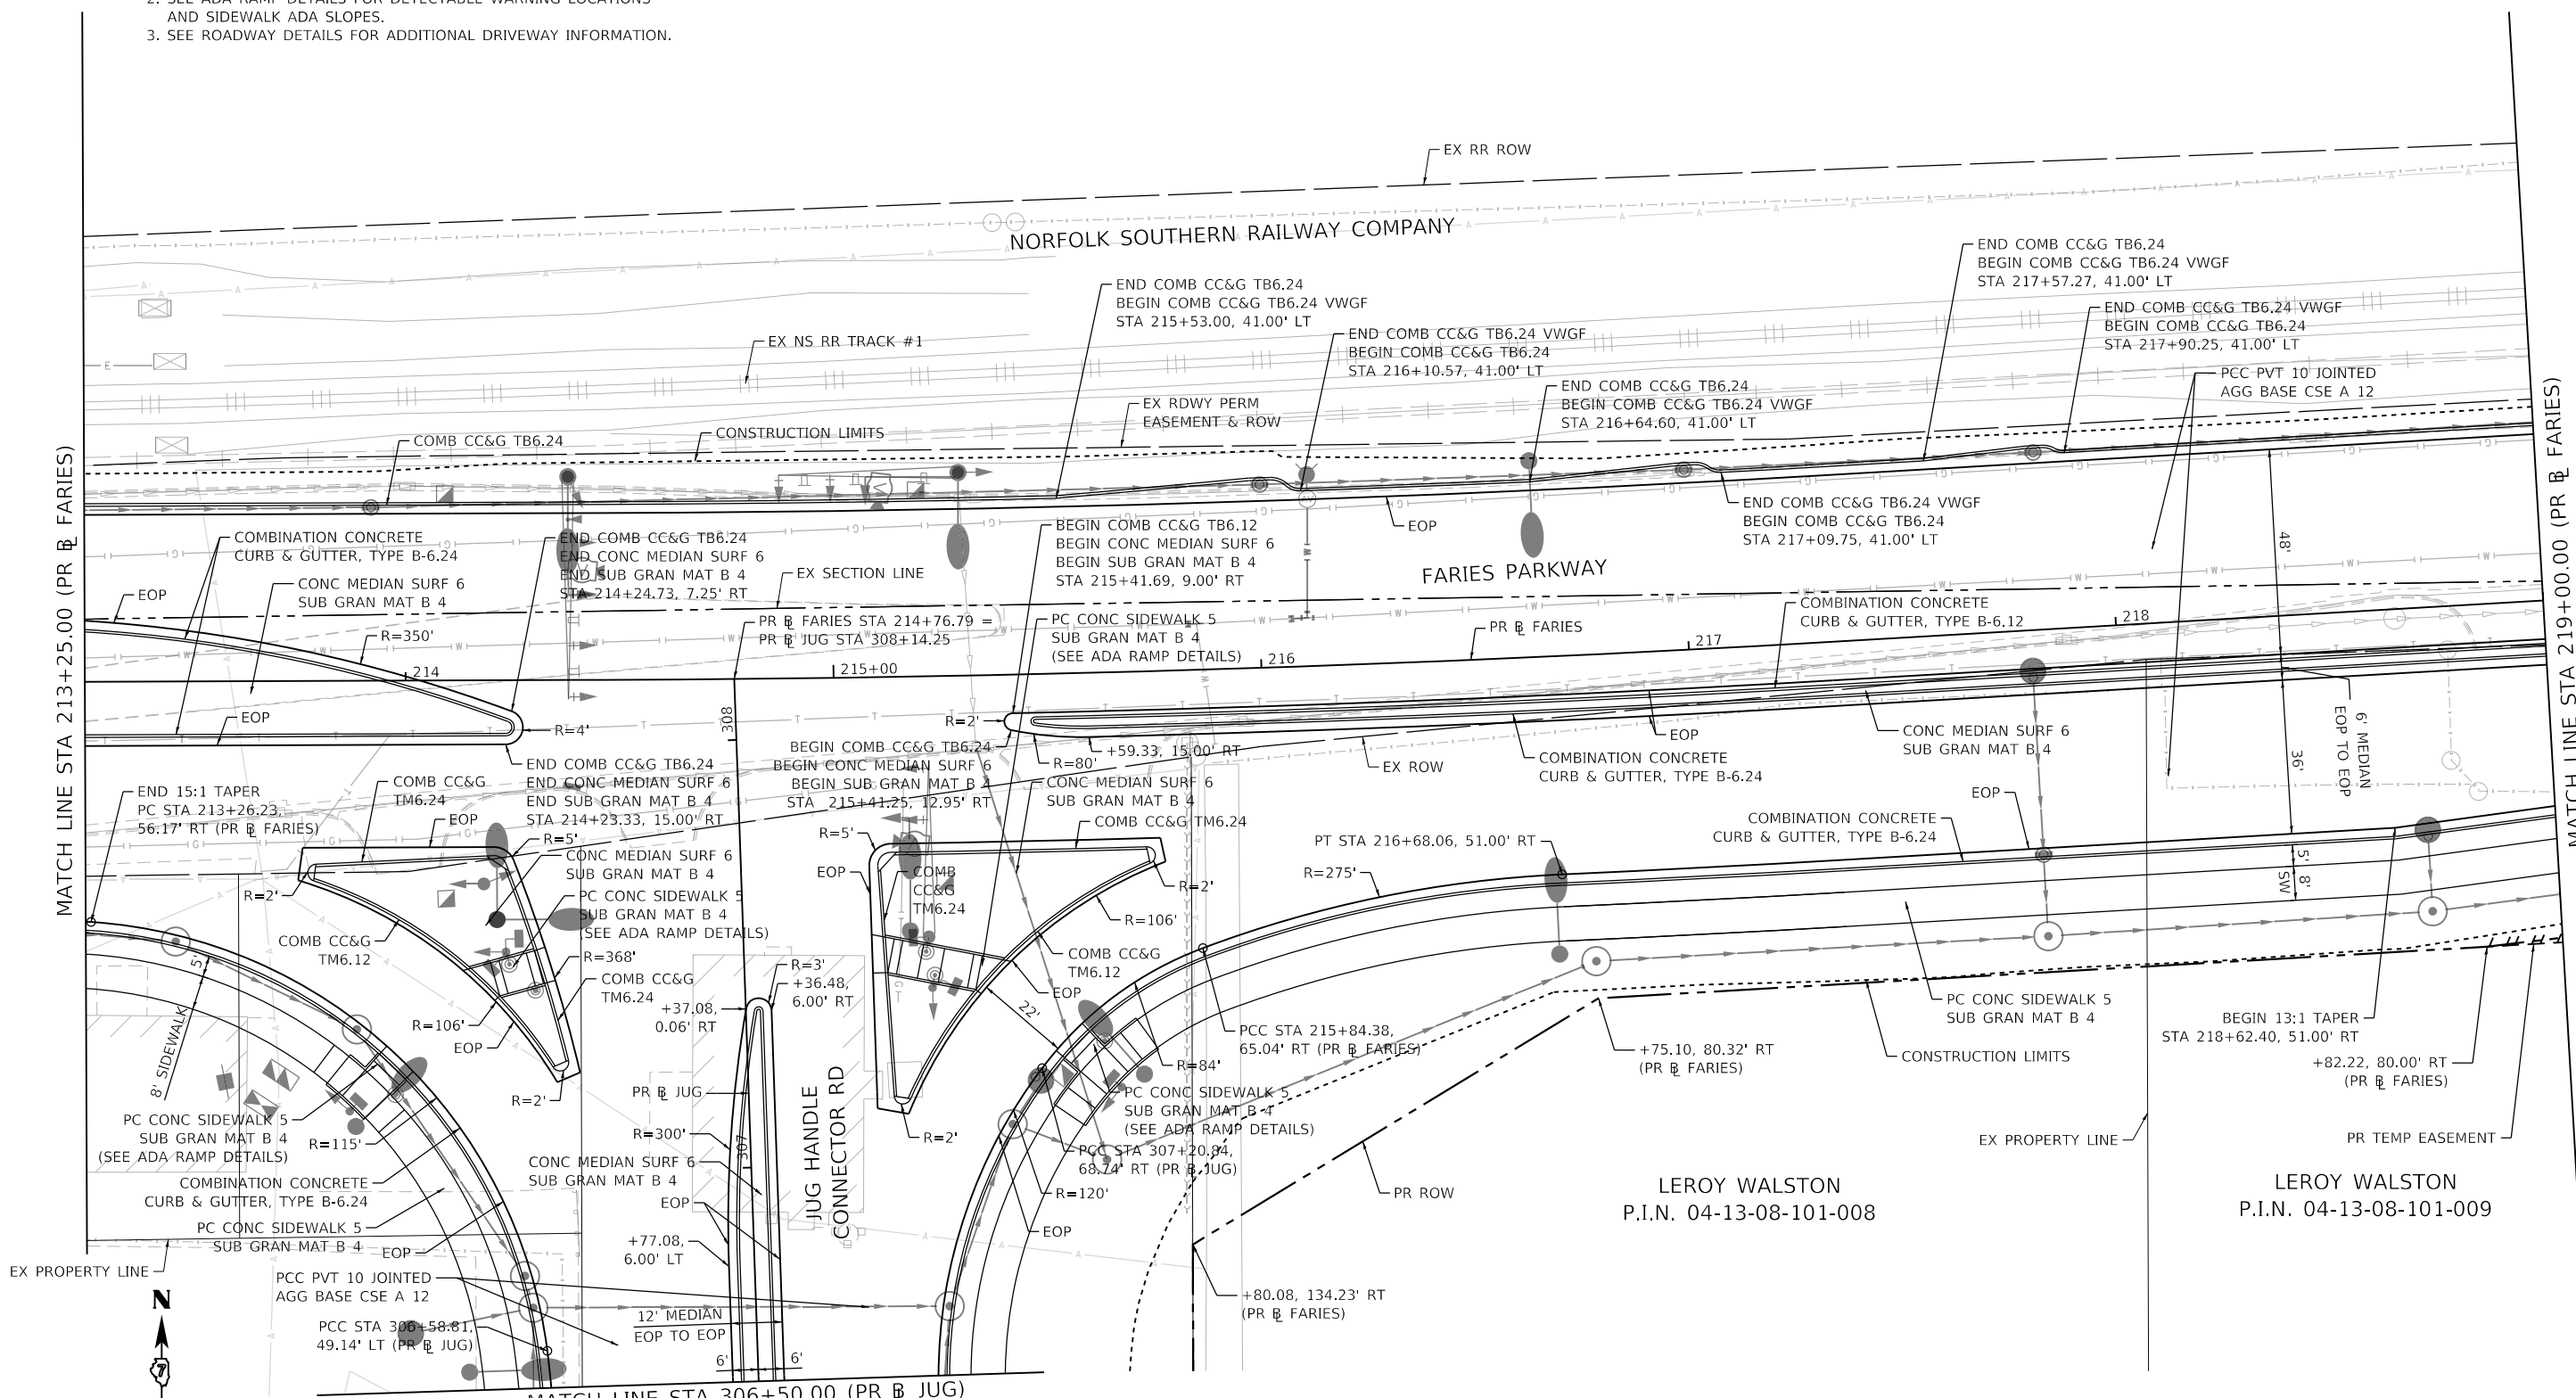 2. SEE ADA RAMP DETAILS FOR DETECTABLE WARNING LOCATIONS
AND SIDEWALK ADA SLOPES.
3. SEE ROADWAY DETAILS FOR ADDITIONAL DRIVEWAY INFORMATION.
EX RR ROW
NORFOLK SOUTHERN RAILWAY COMPANY
END COMB CC&G TB6.24
BEGIN COMB CC&G TB6.24 VWGF
STA 217+57.27, 41.00' LT
END COMB CC&G TB6.24
BEGIN COMB CC&G TB6.24 VWGF
STA 215+53.00, 41.00' LT
END COMB CC&G TB6.24 VWGF
BEGIN COMB CC&G TB6.24
STA 217+90.25, 41.00' LT
EX NS RR TRACK #1
END COMB CC&G TB6.24 VWGF
BEGIN COMB CC&G TB6.24
STA 216+10.57, 41.00' LT
PCC PVT 10 JOINTED
AGG BASE CSE A 12
END COMB CC&G TB6.24
BEGIN COMB CC&G TB6.24 VWGF
STA 216+64.60, 41.00' LT
EX RDWY PERM
EASEMENT & ROW
CONSTRUCTION LIMITS
COMB CC&G TB6.24
MATCH LINE STA 213+25.00 (PR BL FARIES)
MATCH LINE STA 219+00.00 (PR BL FARIES)
END COMB CC&G TB6.24 VWGF
BEGIN COMB CC&G TB6.24
STA 217+09.75, 41.00' LT
EOP
BEGIN COMB CC&G TB6.12
BEGIN CONC MEDIAN SURF 6
BEGIN SUB GRAN MAT B 4
STA 215+41.69, 9.00' RT
COMBINATION CONCRETE
CURB & GUTTER, TYPE B-6.24
END COMB CC&G TB6.24
END CONC MEDIAN SURF 6
END SUB GRAN MAT B 4
STA 214+24.73, 7.25' RT
48'
EX SECTION LINE
FARIES PARKWAY
CONC MEDIAN SURF 6
SUB GRAN MAT B 4
EOP
R=350'
PR BL FARIES STA 214+76.79 =
PR BL JUG STA 308+14.25
PC CONC SIDEWALK 5
SUB GRAN MAT B 4
(SEE ADA RAMP DETAILS)
PR BL FARIES
COMBINATION CONCRETE
CURB & GUTTER, TYPE B-6.12
214
215+00
216
217
218
EOP
R=4'
308
R=2'
BEGIN COMB CC&G TB6.24
BEGIN CONC MEDIAN SURF 6
BEGIN SUB GRAN MAT B 4
STA 215+41.25, 12.95' RT
+59.33, 15.00' RT
R=80'
EX ROW
EOP
COMBINATION CONCRETE
CURB & GUTTER, TYPE B-6.24
CONC MEDIAN SURF 6
SUB GRAN MAT B 4
6' MEDIAN
EOP TO EOP
36'
END COMB CC&G TB6.24
END CONC MEDIAN SURF 6
END SUB GRAN MAT B 4
STA 214+23.33, 15.00' RT
COMB CC&G
TM6.24
CONC MEDIAN SURF 6
SUB GRAN MAT B 4
END 15:1 TAPER
PC STA 213+26.23,
56.17' RT (PR BL FARIES)
EOP
R=5'
R=5'
COMB CC&G TM6.24
EOP
COMBINATION CONCRETE
CURB & GUTTER, TYPE B-6.24
PT STA 216+68.06, 51.00' RT
5'
8'
SW
CONC MEDIAN SURF 6
SUB GRAN MAT B 4
EOP
COMB
CC&G
TM6.24
R=2'
R=275'
R=2'
PC CONC SIDEWALK 5
SUB GRAN MAT B 4
(SEE ADA RAMP DETAILS)
R=106'
COMB CC&G
TM6.12
R=368'
COMB CC&G
TM6.12
5'
COMB CC&G
TM6.24
R=3'
+36.48,
6.00' RT
EOP
22'
PC CONC SIDEWALK 5
SUB GRAN MAT B 4
+37.08,
0.06' RT
R=106'
EOP
8' SIDEWALK
BEGIN 13:1 TAPER
STA 218+62.40, 51.00' RT
PCC STA 215+84.38,
65.04' RT (PR BL FARIES)
+75.10, 80.32' RT
(PR BL FARIES)
CONSTRUCTION LIMITS
+82.22, 80.00' RT
(PR BL FARIES)
R=84'
PR BL JUG
R=2'
PC CONC SIDEWALK 5
SUB GRAN MAT B 4
(SEE ADA RAMP DETAILS)
PC CONC SIDEWALK 5
SUB GRAN MAT B 4
(SEE ADA RAMP DETAILS)
R=115'
R=300'
307
JUG HANDLE
CONNECTOR RD
R=2'
EX PROPERTY LINE
PR TEMP EASEMENT
PCC STA 307+20.84,
68.74' RT (PR BL JUG)
CONC MEDIAN SURF 6
SUB GRAN MAT B 4
COMBINATION CONCRETE
CURB & GUTTER, TYPE B-6.24
R=120'
PR ROW
LEROY WALSTON
P.I.N. 04-13-08-101-008
LEROY WALSTON
P.I.N. 04-13-08-101-009
EOP
PC CONC SIDEWALK 5
SUB GRAN MAT B 4
EOP
EOP
+77.08,
6.00' LT
EX PROPERTY LINE
PCC PVT 10 JOINTED
AGG BASE CSE A 12
N
+80.08, 134.23' RT
(PR BL FARIES)
12' MEDIAN
EOP TO EOP
PCC STA 306+58.81,
49.14' LT (PR BL JUG)
6'
6'
7
MATCH LINE STA 306+50.00 (PR BL JUG)